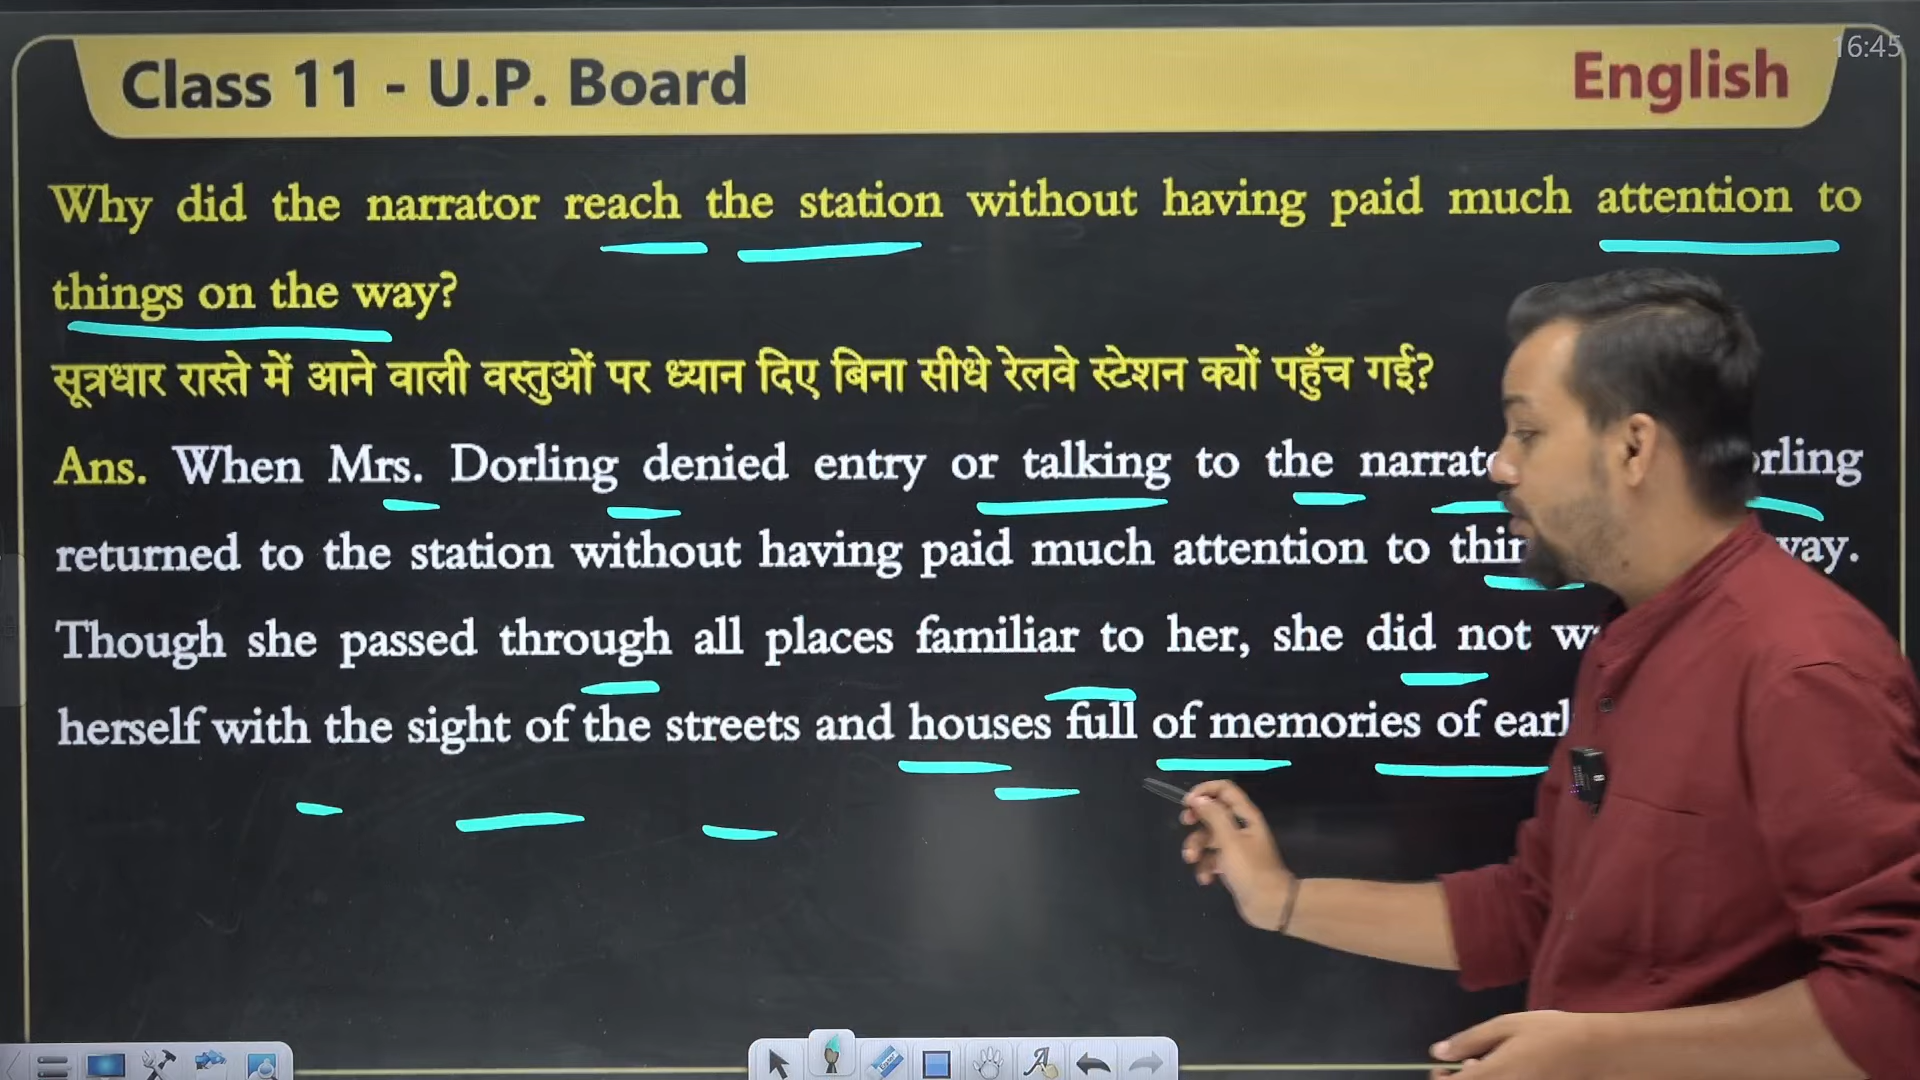 16:45
Class 11 - U.P. Board English
Why did the narrator reach the station without having paid much attention to
things on the way?
सूत्रधार रास्ते में आने वाली वस्तुओं पर ध्यान दिए बिना सीधे रेलवे स्टेशन क्यों पहुँच गई?
Ans. When Mrs. Dorling denied entry or talking to the
returned to the station without having paid much attention to way.
Though she passed through all places familiar to her, she did not
herself with the sight of the streets and houses full of memories of